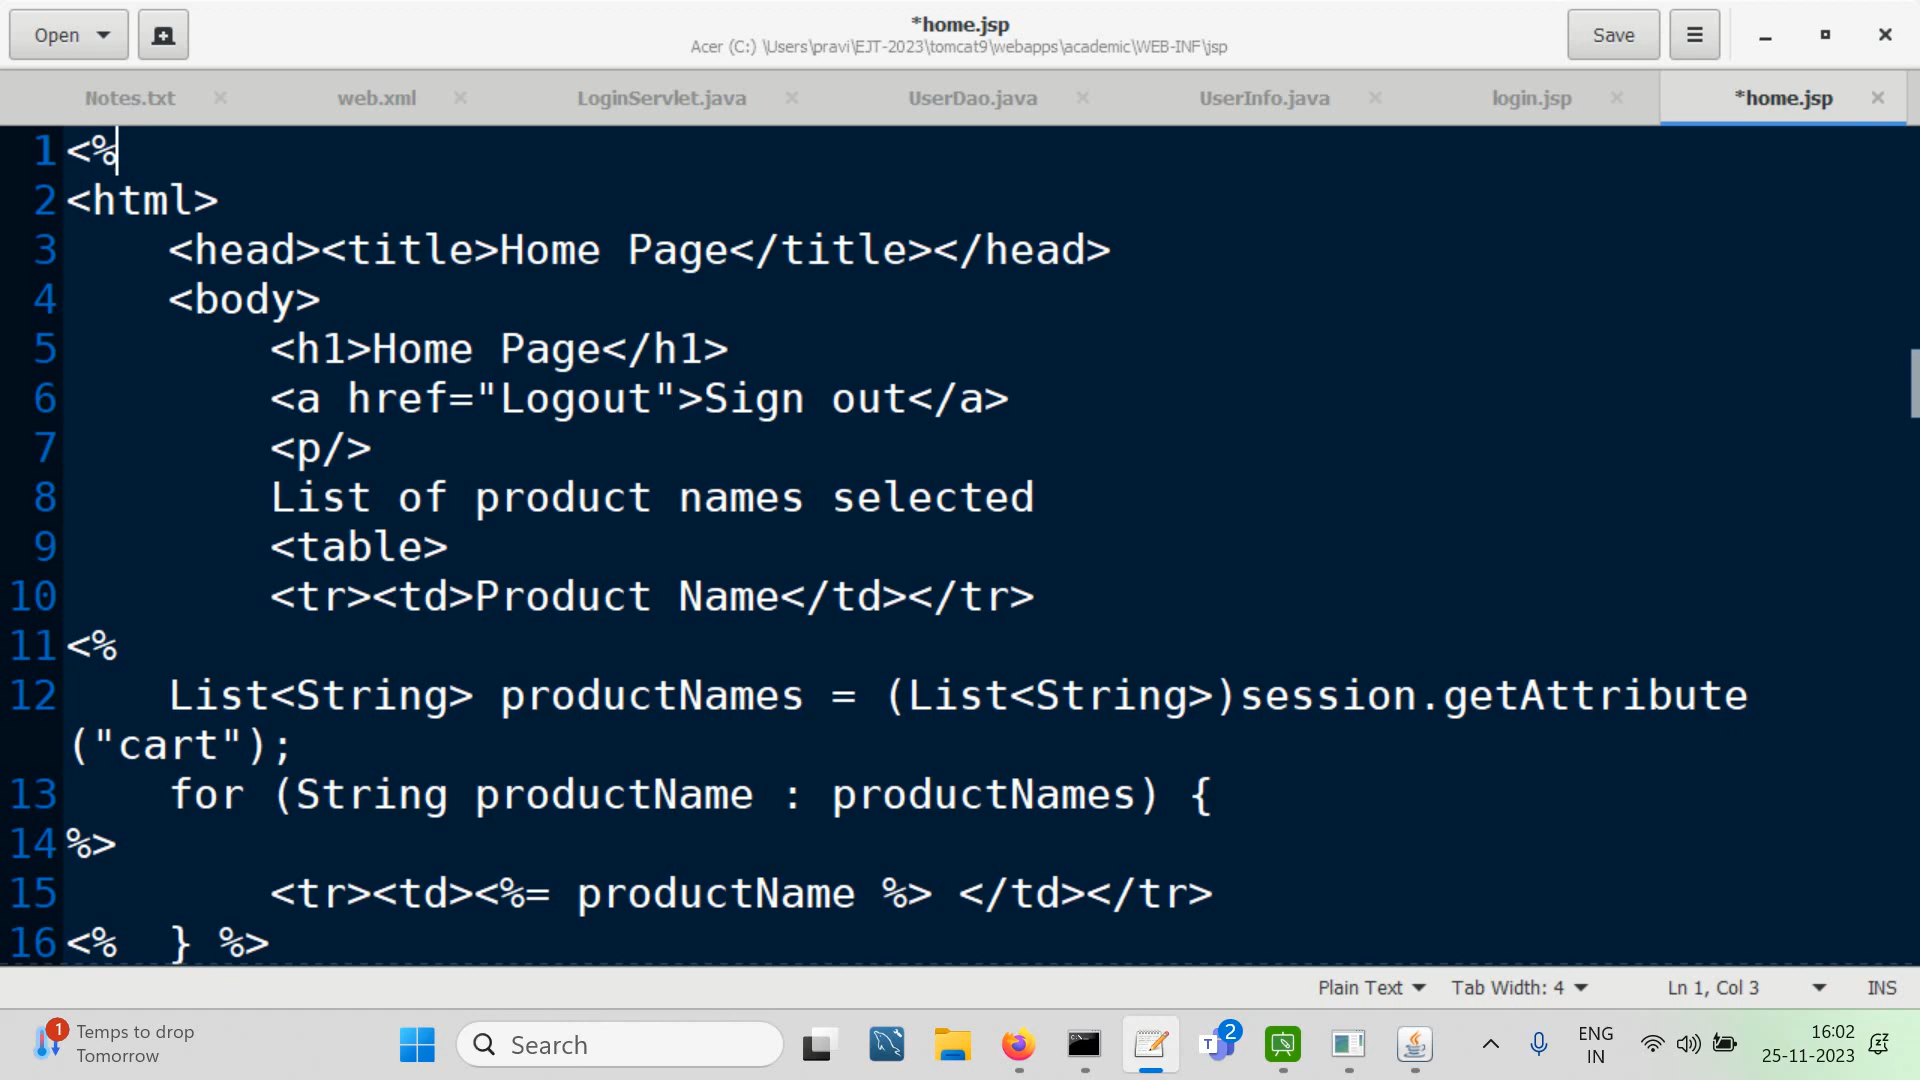 Open
*home.jsp
Acer (C:) \Users\pravi\EJT-2023\tomcat9\webapps\academic\WEB-INF\jsp
Save
Notes.txt
web.xml
LoginServlet.java
UserDao.java
UserInfo.java
login.jsp
*home.jsp
1 <%
2 <html>
3 <head><title>Home Page</title></head>
4 <body>
5 <h1>Home Page</h1>
6 <a href="Logout">Sign out</a>
7 <p/>
8 List of product names selected
9 <table>
10 <tr><td>Product Name</td></tr>
11 <%
12 List<String> productNames = (List<String>)session.getAttribute
("cart");
13 for (String productName : productNames) {
14 %>
15 <tr><td><%= productName %> </td></tr>
16 <% } %>
Plain Text
Tab Width: 4
Ln 1, Col 3
INS
1
Temps to drop
Tomorrow
Search
T
2
ENG
IN
16:02
25-11-2023